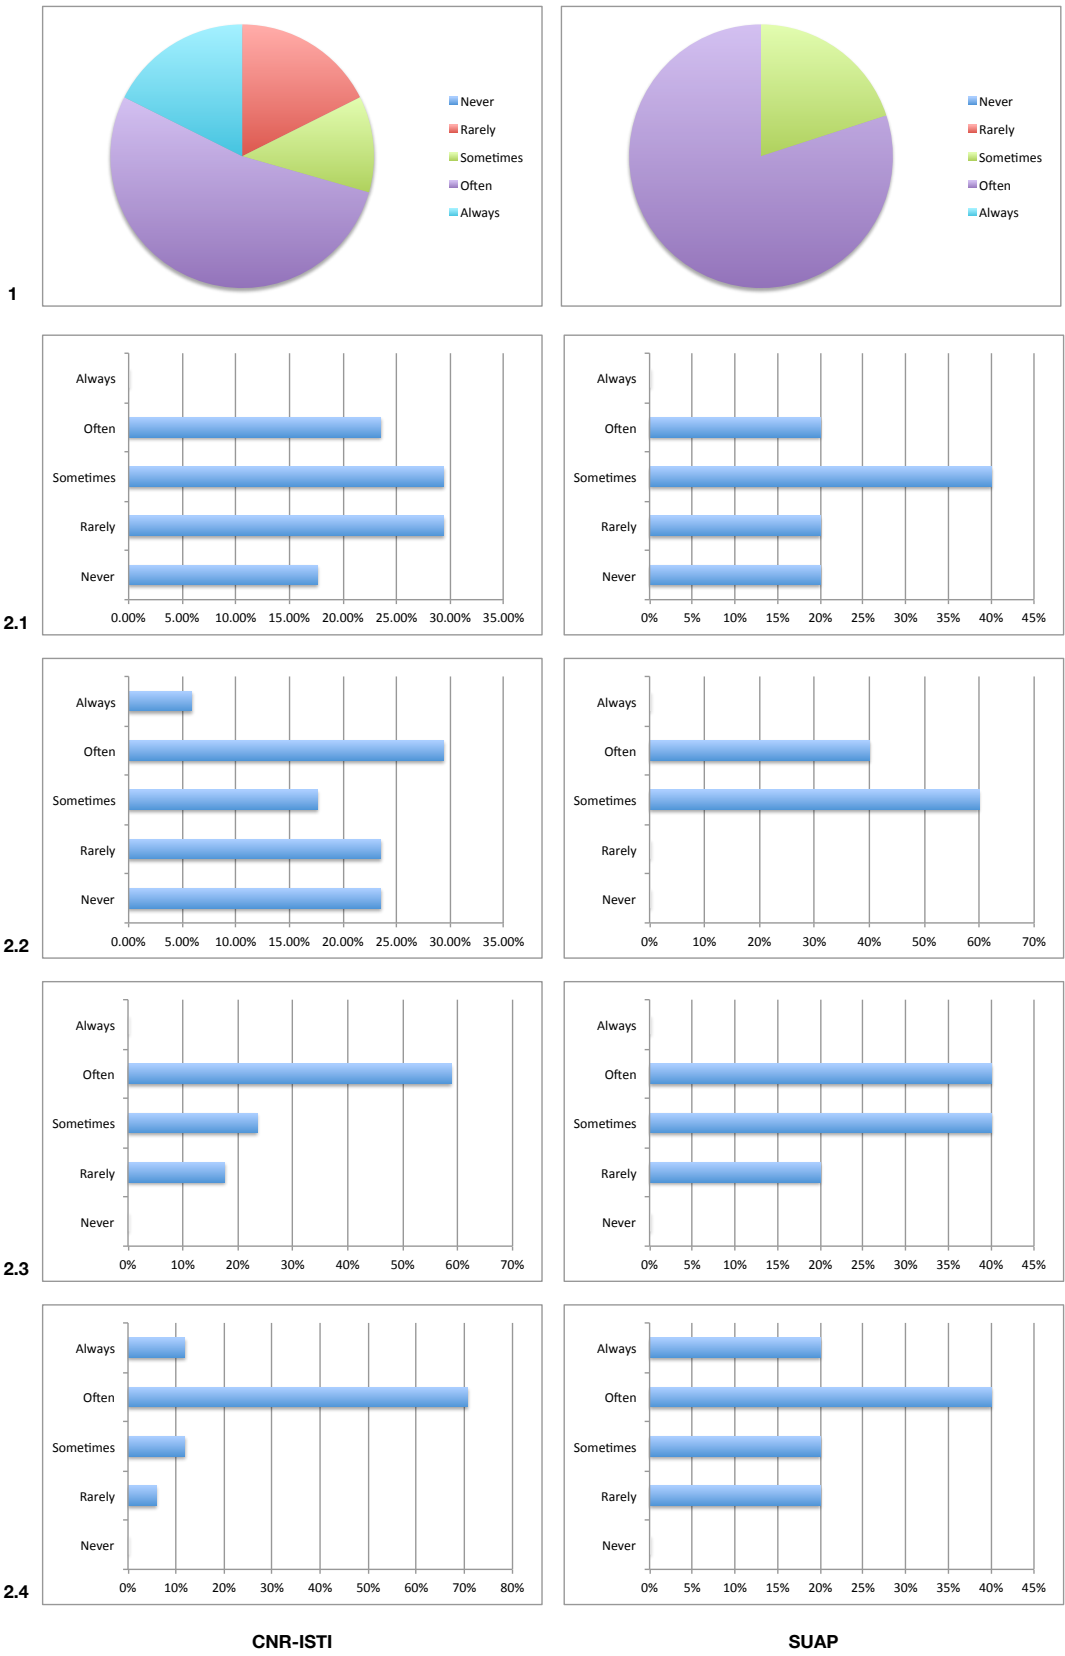 Never
Rarely
Sometimes
Often
Always
Never
Rarely
Sometimes
Often
Always
1
Always
Often
Sometimes
Rarely
Never
0.00% 5.00% 10.00% 15.00% 20.00% 25.00% 30.00% 35.00%
Always
Often
Sometimes
Rarely
Never
0% 5% 10% 15% 20% 25% 30% 35% 40% 45%
2.1
Always
Often
Sometimes
Rarely
Never
0.00% 5.00% 10.00% 15.00% 20.00% 25.00% 30.00% 35.00%
Always
Often
Sometimes
Rarely
Never
0% 10% 20% 30% 40% 50% 60% 70%
2.2
Always
Often
Sometimes
Rarely
Never
0% 10% 20% 30% 40% 50% 60% 70%
Always
Often
Sometimes
Rarely
Never
0% 5% 10% 15% 20% 25% 30% 35% 40% 45%
2.3
Always
Often
Sometimes
Rarely
Never
0% 10% 20% 30% 40% 50% 60% 70% 80%
Always
Often
Sometimes
Rarely
Never
0% 5% 10% 15% 20% 25% 30% 35% 40% 45%
2.4
CNR-ISTI SUAP